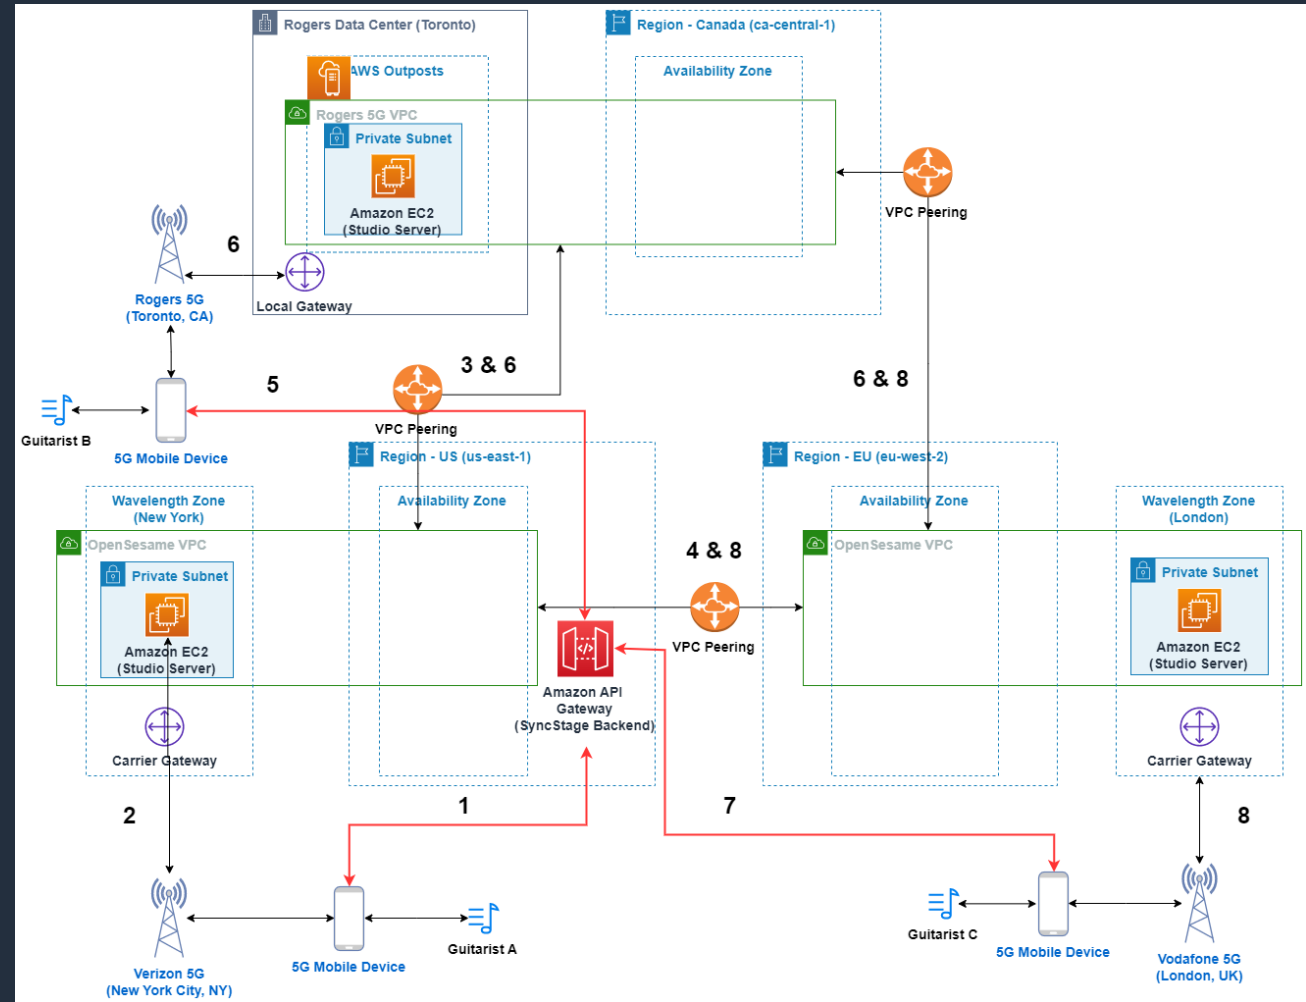 Rogers Data Center (Toronto)
Region - Canada (ca-central-1)
AWS Outposts
Availability Zone
Rogers 5G VPC
Private Subnet
Amazon EC2
(Studio Server)
VPC Peering
6
Rogers 5G
(Toronto, CA)
Local Gateway
3 & 6
6 & 8
5
Guitarist B
5G Mobile Device
VPC Peering
Region - US (us-east-1)
Region - EU (eu-west-2)
Wavelength Zone
(New York)
Availability Zone
Availability Zone
Wavelength Zone
(London)
OpenSesame VPC
4 & 8
OpenSesame VPC
Private Subnet
Private Subnet
Amazon EC2
(Studio Server)
VPC Peering
Amazon EC2
(Studio Server)
Amazon API
Gateway
(SyncStage Backend)
Carrier Gateway
Carrier Gateway
2
1
7
8
Guitarist A
Guitarist C
5G Mobile Device
5G Mobile Device
Verizon 5G
(New York City, NY)
Vodafone 5G
(London, UK)